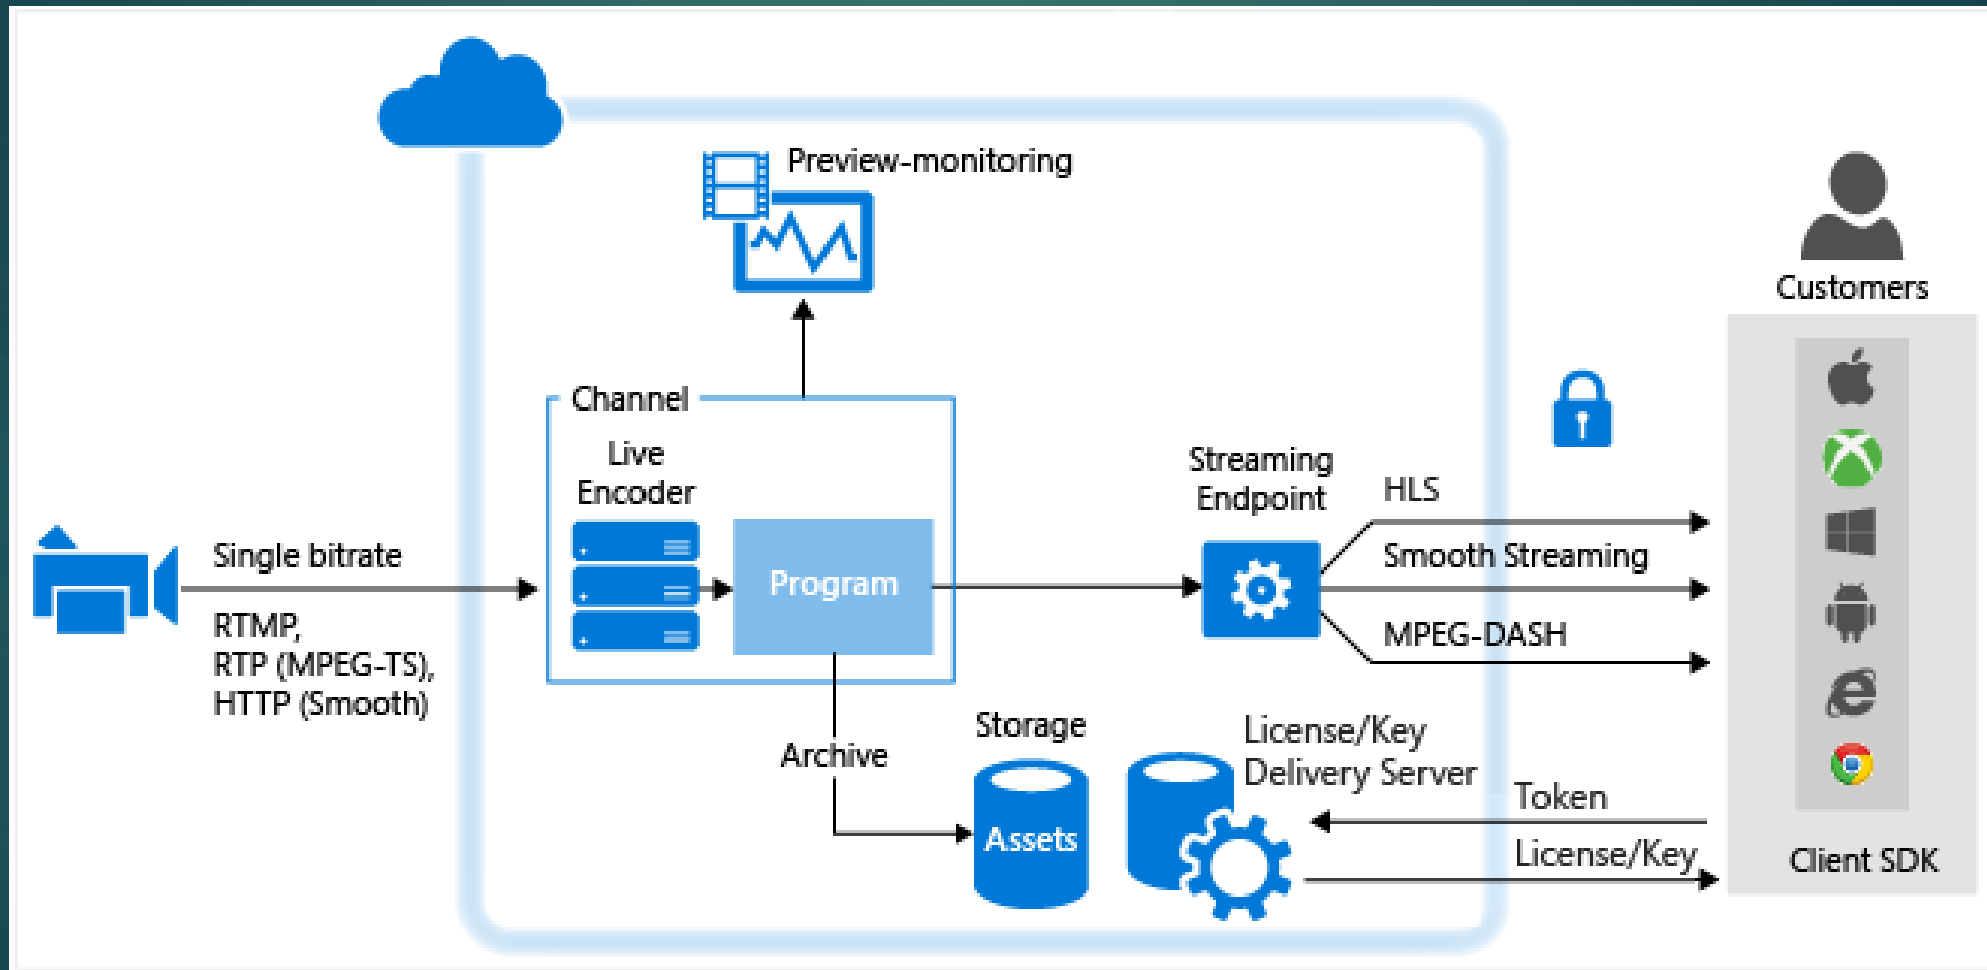 Preview-monitoring
Customers
Channel
Live
Encoder
Streaming
Endpoint
HLS
Single bitrate
Smooth Streaming
Program
RTMP,
RTP (MPEG-TS),
HTTP (Smooth)
MPEG-DASH
Storage
License/Key
Delivery Server
Archive
Token
Assets
License/Key
Client SDK